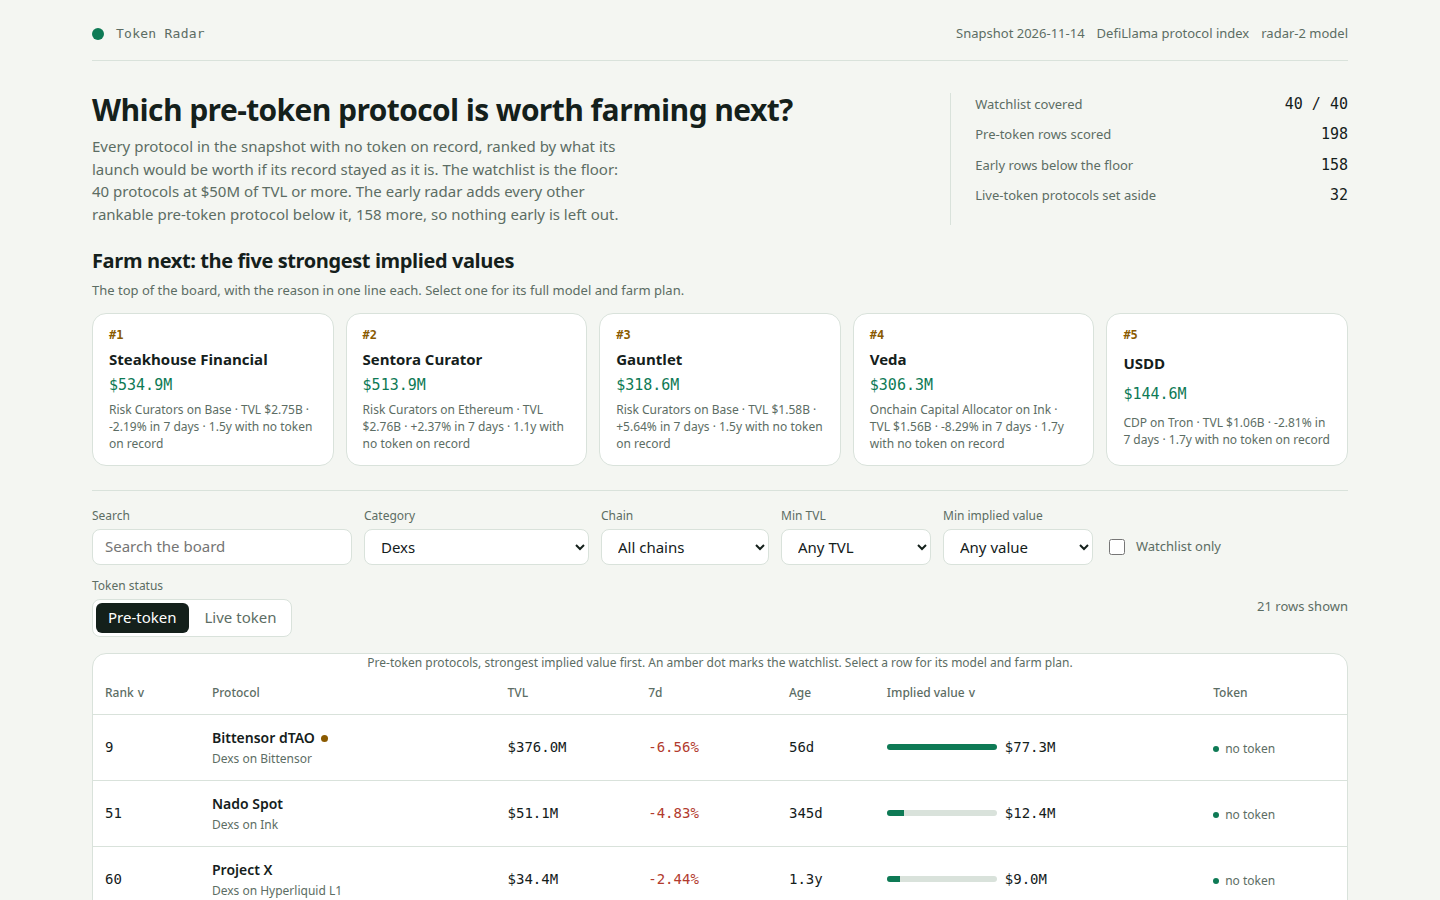 Token Radar
Snapshot 2026-11-14 DefiLlama protocol index radar-2 model
Which pre-token protocol is worth farming next?
Every protocol in the snapshot with no token on record, ranked by what its
launch would be worth if its record stayed as it is. The watchlist is the floor:
40 protocols at $50M of TVL or more. The early radar adds every other
rankable pre-token protocol below it, 158 more, so nothing early is left out.
Watchlist covered 40 / 40
Pre-token rows scored 198
Early rows below the floor 158
Live-token protocols set aside 32
Farm next: the five strongest implied values
The top of the board, with the reason in one line each. Select one for its full model and farm plan.
#1
Steakhouse Financial
$534.9M
Risk Curators on Base · TVL $2.75B ·
-2.19% in 7 days · 1.5y with no token
on record
#2
Sentora Curator
$513.9M
Risk Curators on Ethereum · TVL
$2.76B · +2.37% in 7 days · 1.1y with
no token on record
#3
Gauntlet
$318.6M
Risk Curators on Base · TVL $1.58B ·
+5.64% in 7 days · 1.5y with no token
on record
#4
Veda
$306.3M
Onchain Capital Allocator on Ink ·
TVL $1.56B · -8.29% in 7 days · 1.7y
with no token on record
#5
USDD
$144.6M
CDP on Tron · TVL $1.06B · -2.81% in
7 days · 1.7y with no token on record
Search Category Chain Min TVL Min implied value
Search the board Dexs All chains Any TVL Any value Watchlist only
Token status
Pre-token Live token
21 rows shown
Pre-token protocols, strongest implied value first. An amber dot marks the watchlist. Select a row for its model and farm plan.
Rank v Protocol TVL 7d Age Implied value v Token
9 Bittensor dTAO $376.0M -6.56% 56d $77.3M no token
Dexs on Bittensor
51 Nado Spot $51.1M -4.83% 345d $12.4M no token
Dexs on Ink
60 Project X $34.4M -2.44% 1.3y $9.0M no token
Dexs on Hyperliquid L1